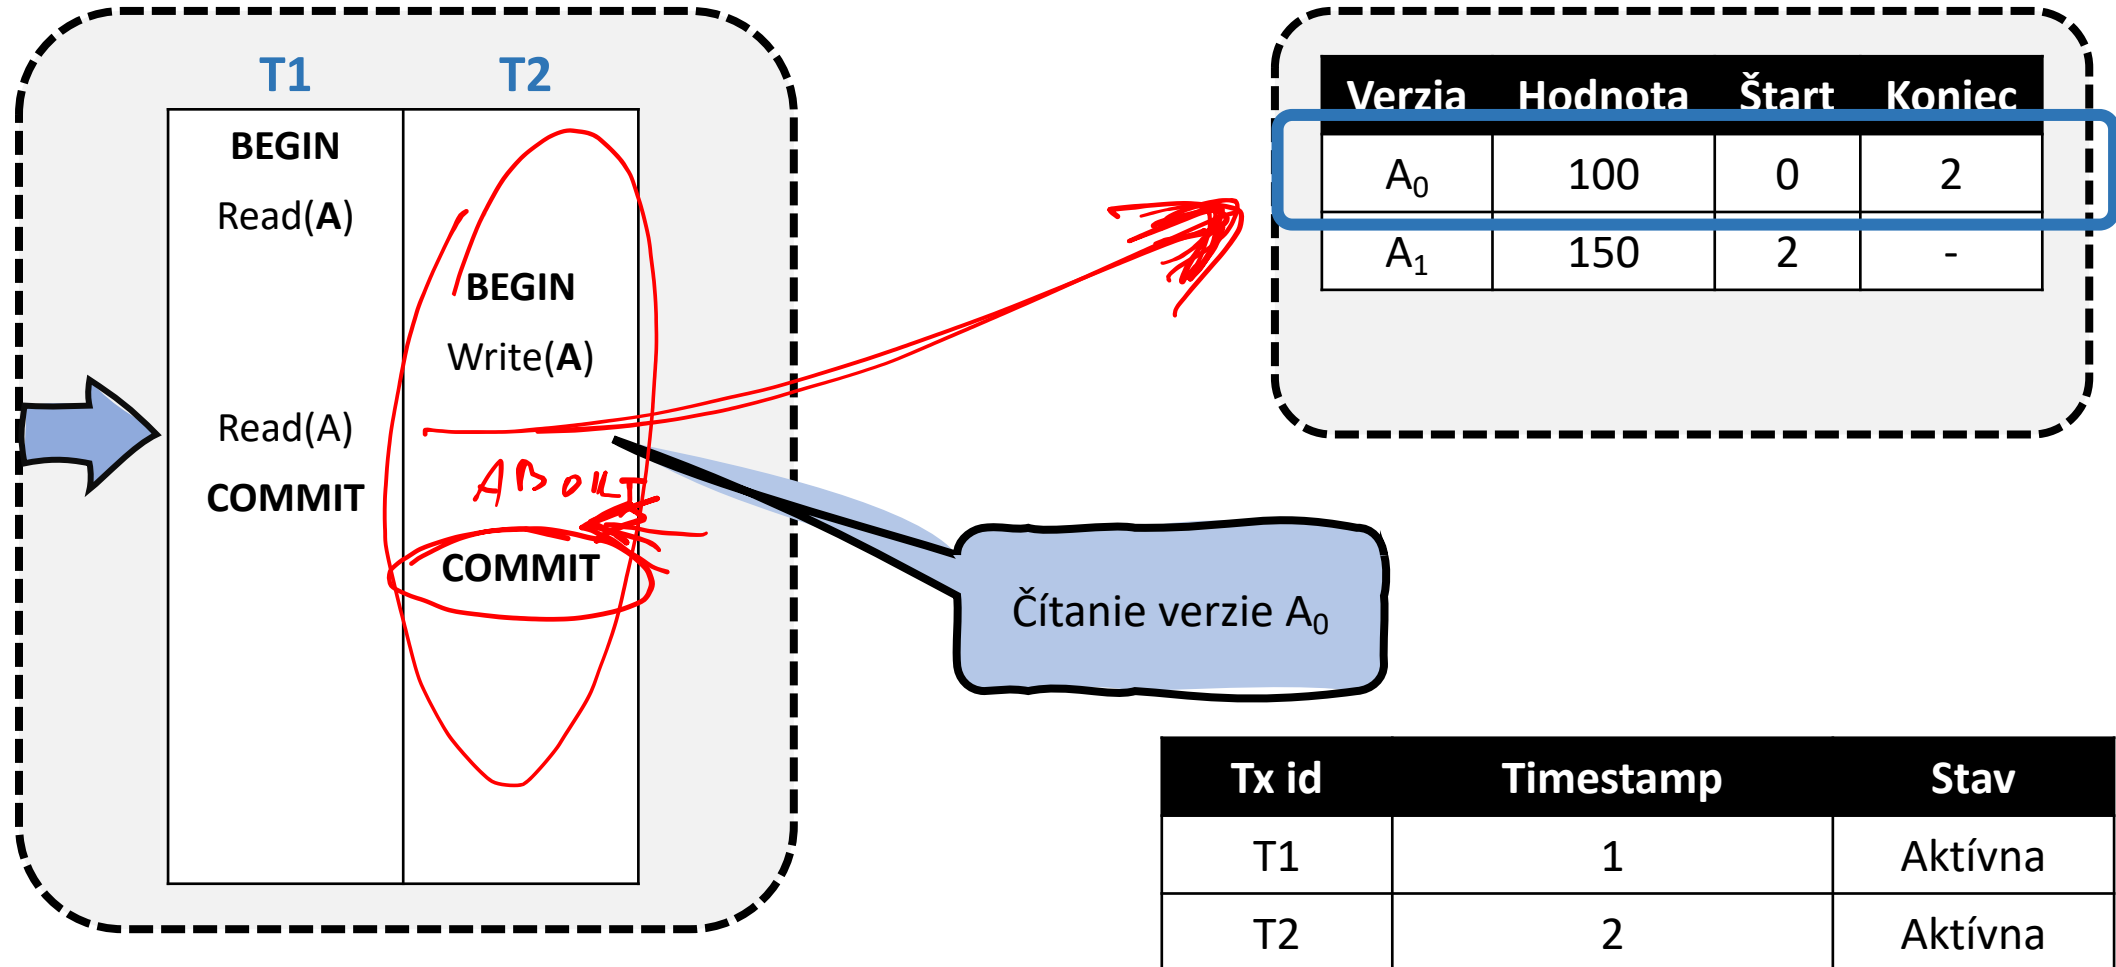 T1 T2
BEGIN
Read(A)
BEGIN
Write(A)
Read(A)
ABORT
COMMIT
COMMIT
Verzia Hodnota Štart Koniec
A₀ 100 0 2
A₁ 150 2 -
Čítanie verzie A₀
Tx id Timestamp Stav
T1 1 Aktívna
T2 2 Aktívna